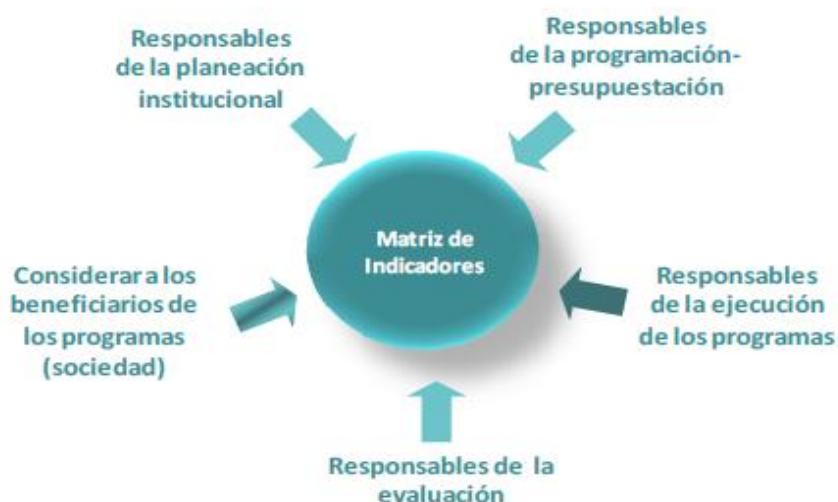 Responsables
de la planeación
institucional
Responsables
de la programación-
presupuestación
Matriz de
Indicadores
Considerar a los
beneficiarios de
los programas
(sociedad)
Responsables
de la ejecución
de los programas
Responsables de la
evaluación